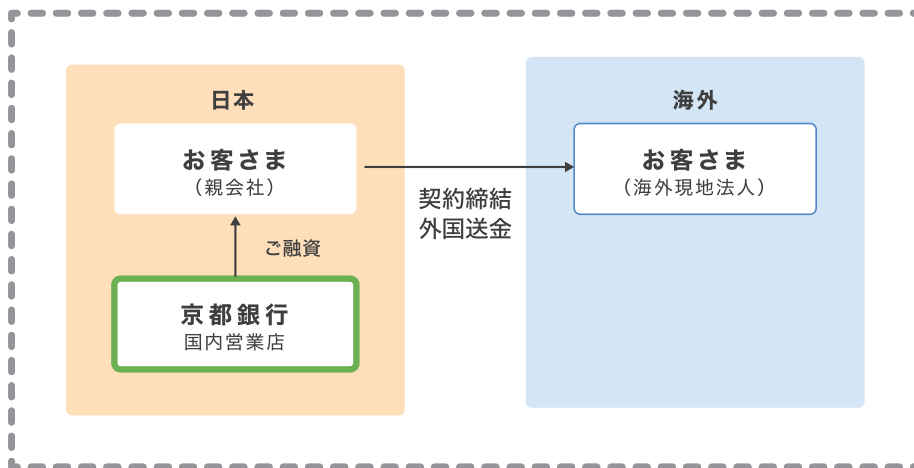 日本
お客さま
（親会社）
ご融資
京都銀行
国内営業店
契約締結
外国送金
海外
お客さま
（海外現地法人）